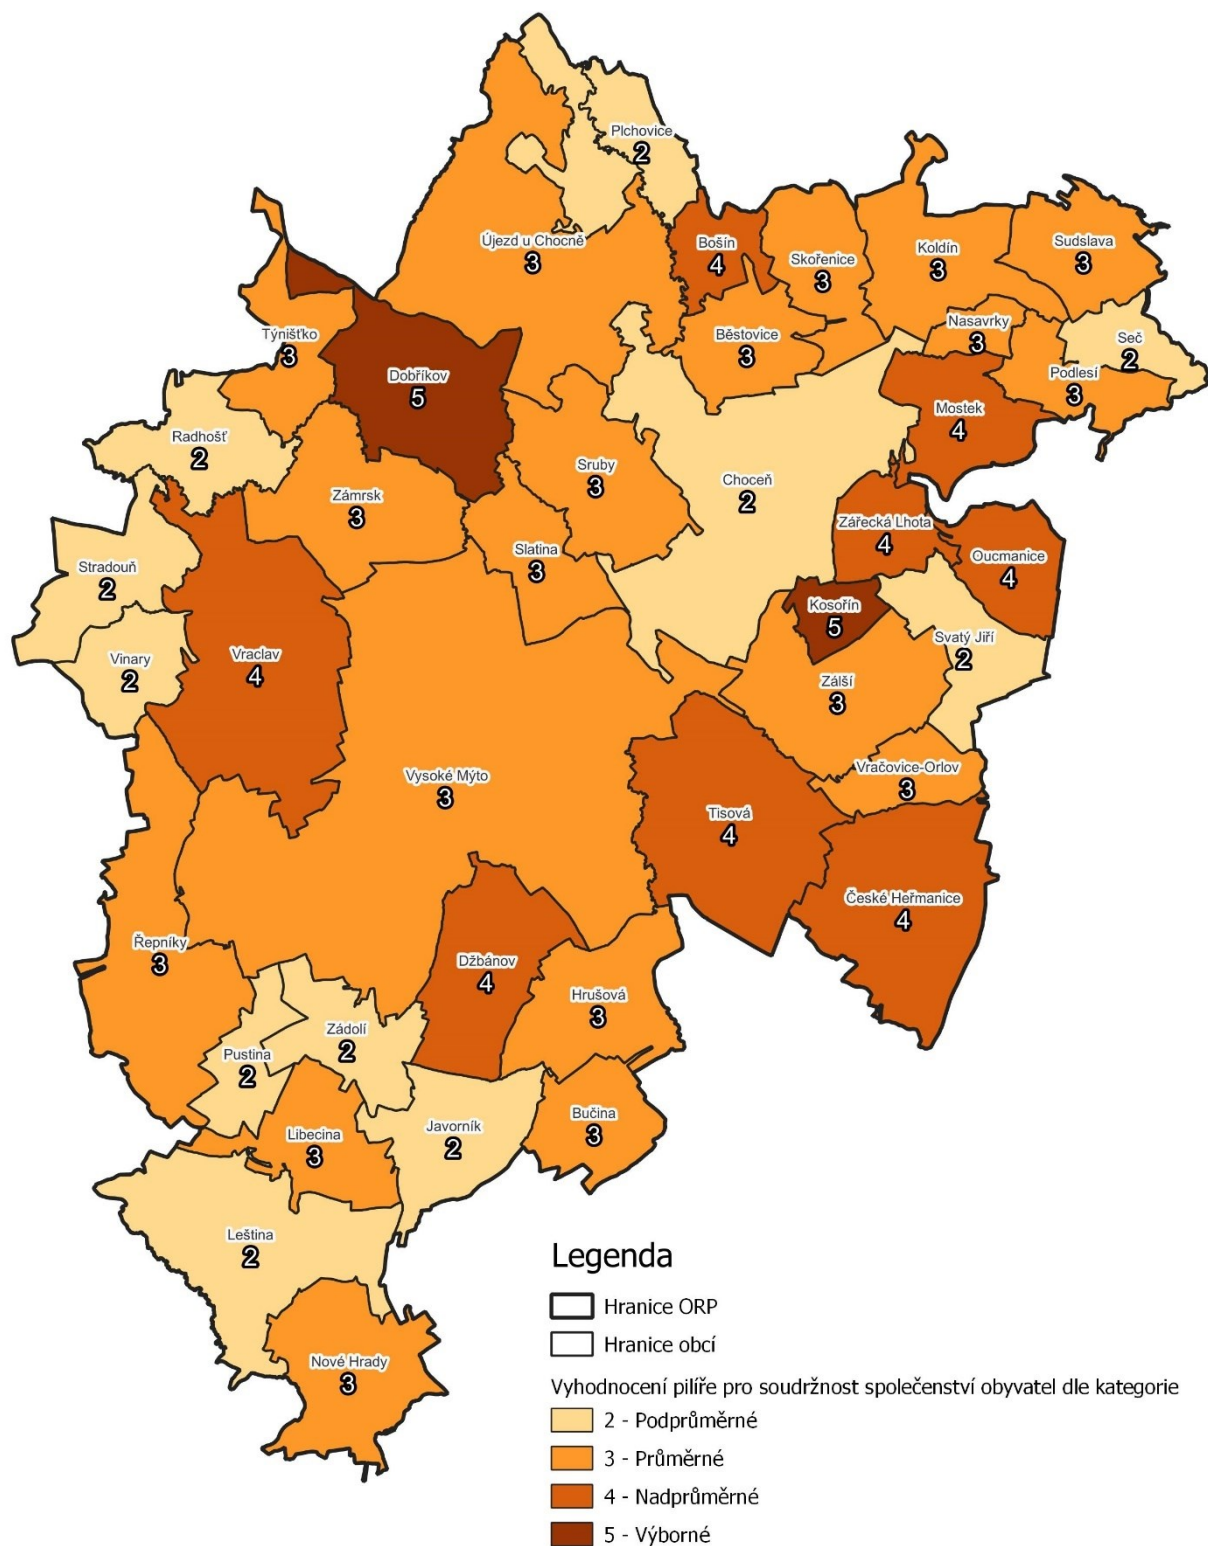 Plchovice
2
Újezd u Chocně
3
Bošín
4
Skořenice
3
Koldín
3
Sudslava
3
Týnišťko
3
Běstovice
3
Nasavrky
3
Seč
2
Dobříkov
5
Podlesí
3
Mostek
4
Radhošť
2
Zámrsk
3
Sruby
3
Choceň
2
Zářecká Lhota
4
Slatina
3
Oucmanice
4
Stradouň
2
Kosořín
5
Svatý Jiří
2
Vinary
2
Vraclav
4
Zálší
3
Vysoké Mýto
3
Vračovice-Orlov
3
Tisová
4
České Heřmanice
4
Řepníky
3
Džbánov
4
Hrušová
3
Zádolí
2
Pustina
2
Bučina
3
Javorník
2
Libecina
3
Leština
2
Nové Hrady
3
Legenda
Hranice ORP
Hranice obcí
Vyhodnocení pilíře pro soudržnost společenství obyvatel dle kategorie
2 - Podprůměrné
3 - Průměrné
4 - Nadprůměrné
5 - Výborné